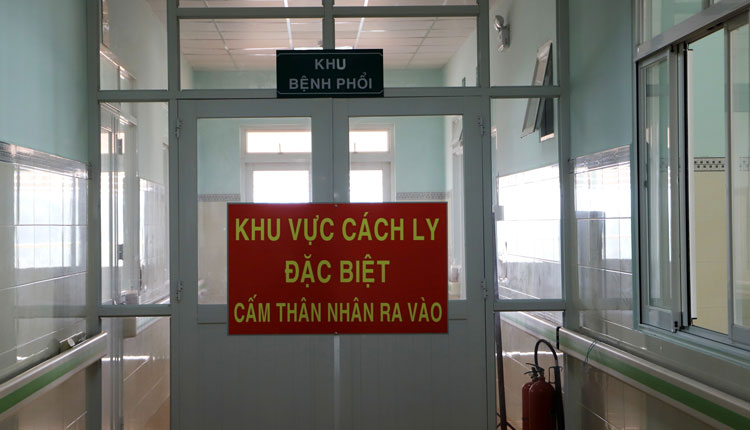 KHU
BỆNH PHỔI
KHU VỰC CÁCH LY
ĐẶC BIỆT
CẤM THÂN NHÂN RA VÀO